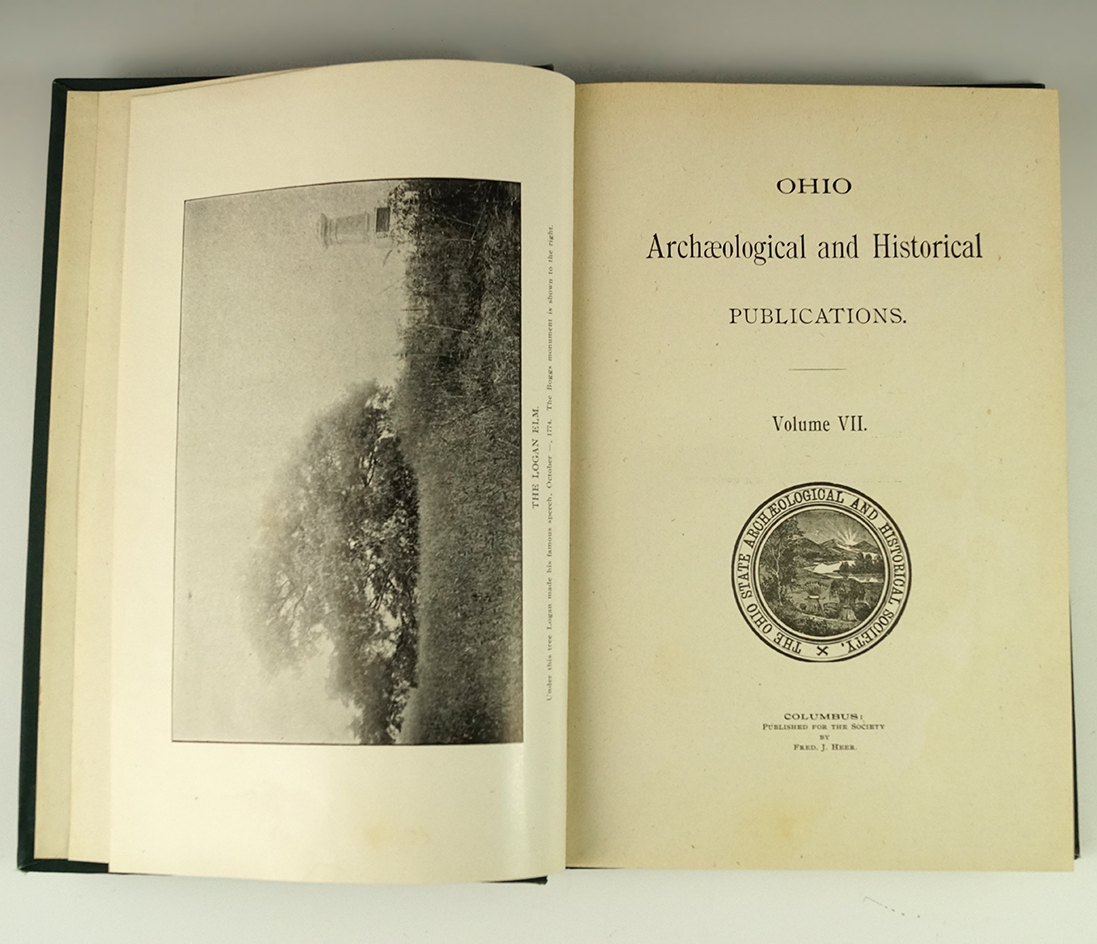 THE LOGAN ELM.
Under this tree Logan made his famous speech, October —, 1774. The Boggs monument is shown to the right.
OHIO
Archæological and Historical
PUBLICATIONS.
Volume VII.
THE OHIO STATE ARCHÆOLOGICAL AND HISTORICAL SOCIETY.
COLUMBUS:
PUBLISHED FOR THE SOCIETY
BY
FRED. J. HEER.